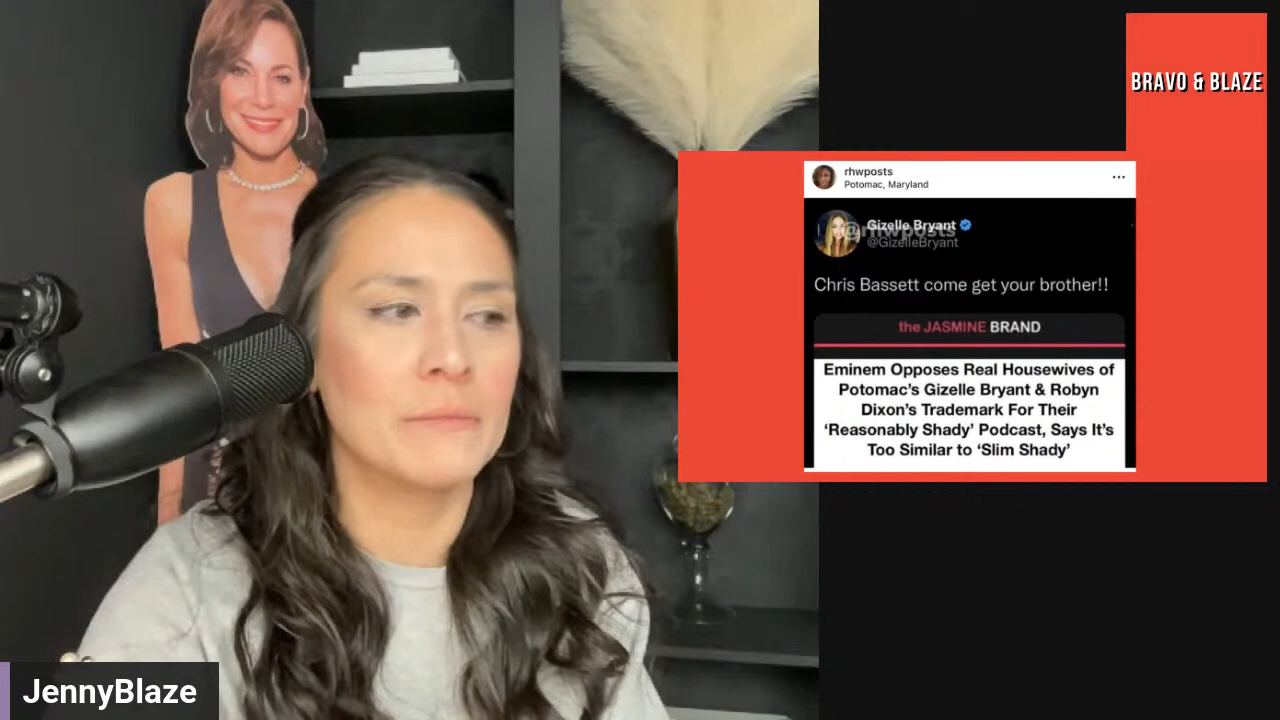 BRAVO & BLAZE
rhwposts
Potomac, Maryland
Gizelle Bryant
@rhwposts
@GizelleBryant
Chris Bassett come get your brother!!
the JASMINE BRAND
Eminem Opposes Real Housewives of
Potomac's Gizelle Bryant & Robyn
Dixon's Trademark For Their
'Reasonably Shady' Podcast, Says It's
Too Similar to 'Slim Shady'
JennyBlaze